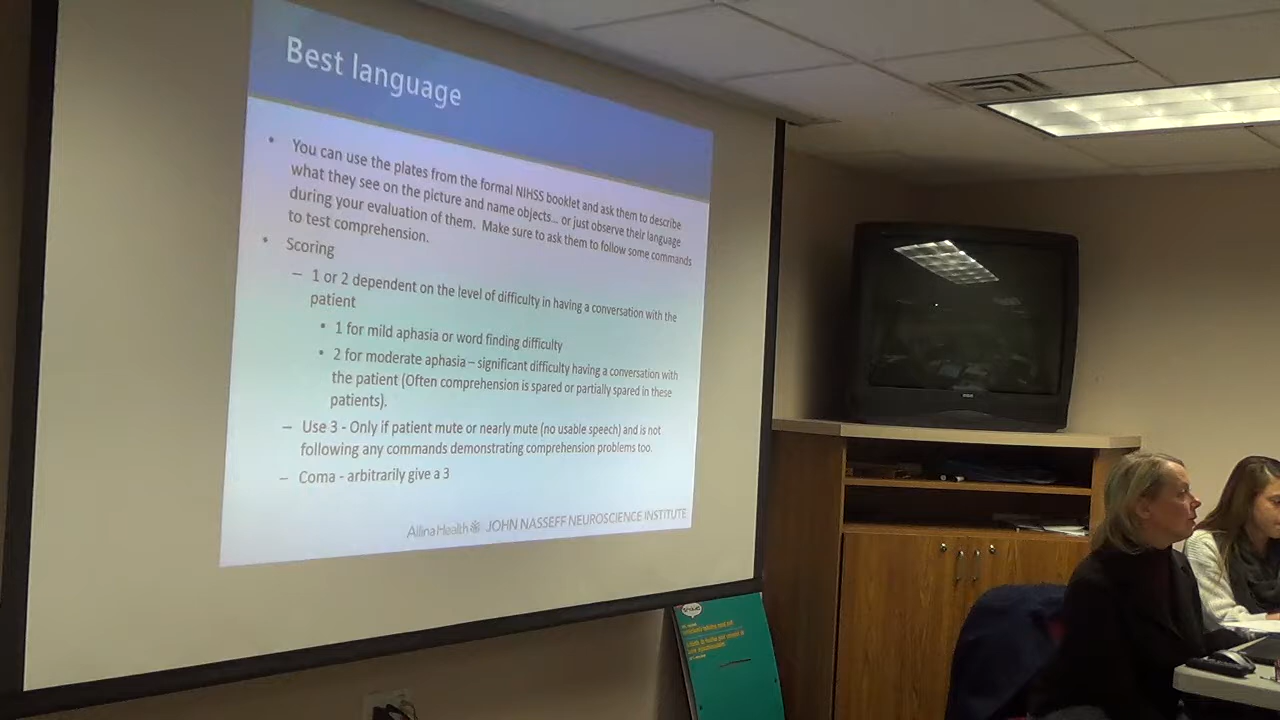 Best language
• You can use the plates from the formal NIHSS booklet and ask them to describe
what they see on the picture and name objects... or just observe their language
during your evaluation of them. Make sure to ask them to follow some commands
to test comprehension.
• Scoring
– 1 or 2 dependent on the level of difficulty in having a conversation with the
patient
• 1 for mild aphasia or word finding difficulty
• 2 for moderate aphasia – significant difficulty having a conversation with
the patient (Often comprehension is spared or partially spared in these
patients).
– Use 3 - Only if patient mute or nearly mute (no usable speech) and is not
following any commands demonstrating comprehension problems too.
– Coma - arbitrarily give a 3
Allina Health JOHN NASSEFF NEUROSCIENCE INSTITUTE